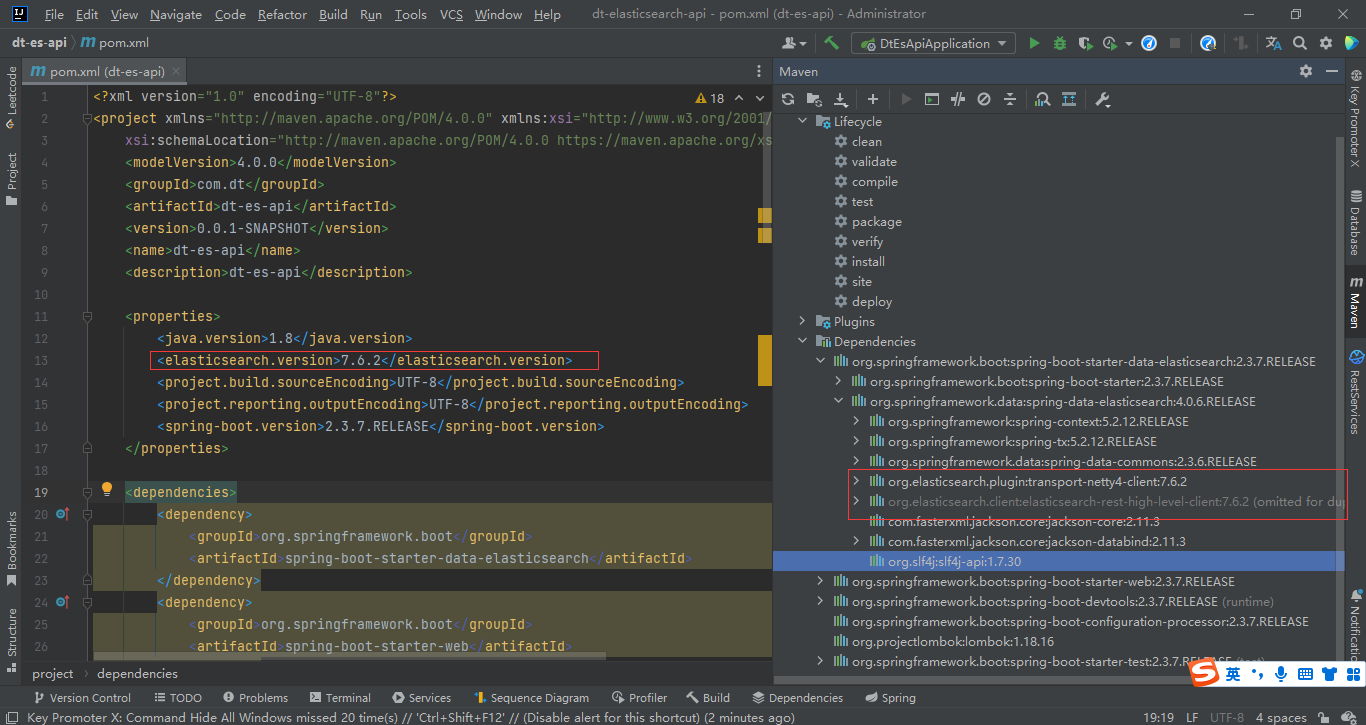 File Edit View Navigate Code Refactor Build Run Tools VCS Window Help dt-elasticsearch-api - pom.xml (dt-es-api) - Administrator
dt-es-api pom.xml DtEsApiApplication
pom.xml (dt-es-api)
18
1 <?xml version="1.0" encoding="UTF-8"?>
2 <project xmlns="http://maven.apache.org/POM/4.0.0" xmlns:xsi="http://www.w3.org/2001/
3 xsi:schemaLocation="http://maven.apache.org/POM/4.0.0 https://maven.apache.org/xs
4 <modelVersion>4.0.0</modelVersion>
5 <groupId>com.dt</groupId>
6 <artifactId>dt-es-api</artifactId>
7 <version>0.0.1-SNAPSHOT</version>
8 <name>dt-es-api</name>
9 <description>dt-es-api</description>
10
11 <properties>
12 <java.version>1.8</java.version>
13 <elasticsearch.version>7.6.2</elasticsearch.version>
14 <project.build.sourceEncoding>UTF-8</project.build.sourceEncoding>
15 <project.reporting.outputEncoding>UTF-8</project.reporting.outputEncoding>
16 <spring-boot.version>2.3.7.RELEASE</spring-boot.version>
17 </properties>
18
19 <dependencies>
20 <dependency>
21 <groupId>org.springframework.boot</groupId>
22 <artifactId>spring-boot-starter-data-elasticsearch</artifactId>
23 </dependency>
24 <dependency>
25 <groupId>org.springframework.boot</groupId>
26 <artifactId>spring-boot-starter-web</artifactId>
project dependencies
Leetcode
Project
Bookmarks
Structure
Maven
Lifecycle
clean
validate
compile
test
package
verify
install
site
deploy
Plugins
Dependencies
org.springframework.boot:spring-boot-starter-data-elasticsearch:2.3.7.RELEASE
org.springframework.boot:spring-boot-starter:2.3.7.RELEASE
org.springframework.data:spring-data-elasticsearch:4.0.6.RELEASE
org.springframework:spring-context:5.2.12.RELEASE
org.springframework:spring-tx:5.2.12.RELEASE
org.springframework.data:spring-data-commons:2.3.6.RELEASE
org.elasticsearch.plugin:transport-netty4-client:7.6.2
org.elasticsearch.client:elasticsearch-rest-high-level-client:7.6.2 (omitted for du
com.fasterxml.jackson.core:jackson-core:2.11.3
com.fasterxml.jackson.core:jackson-databind:2.11.3
org.slf4j:slf4j-api:1.7.30
org.springframework.boot:spring-boot-starter-web:2.3.7.RELEASE
org.springframework.boot:spring-boot-devtools:2.3.7.RELEASE (runtime)
org.springframework.boot:spring-boot-configuration-processor:2.3.7.RELEASE
org.projectlombok:lombok:1.18.16
org.springframework.boot:spring-boot-starter-test:2.3.7.RELEASE (test)
Key Promoter X
Database
Maven
RestServices
Notificatic
英
Version Control TODO Problems Terminal Services Sequence Diagram Profiler Build Dependencies Spring
Key Promoter X: Command Hide All Windows missed 20 time(s) // 'Ctrl+Shift+F12' // (Disable alert for this shortcut) (2 minutes ago) 19:19 LF UTF-8 4 spaces